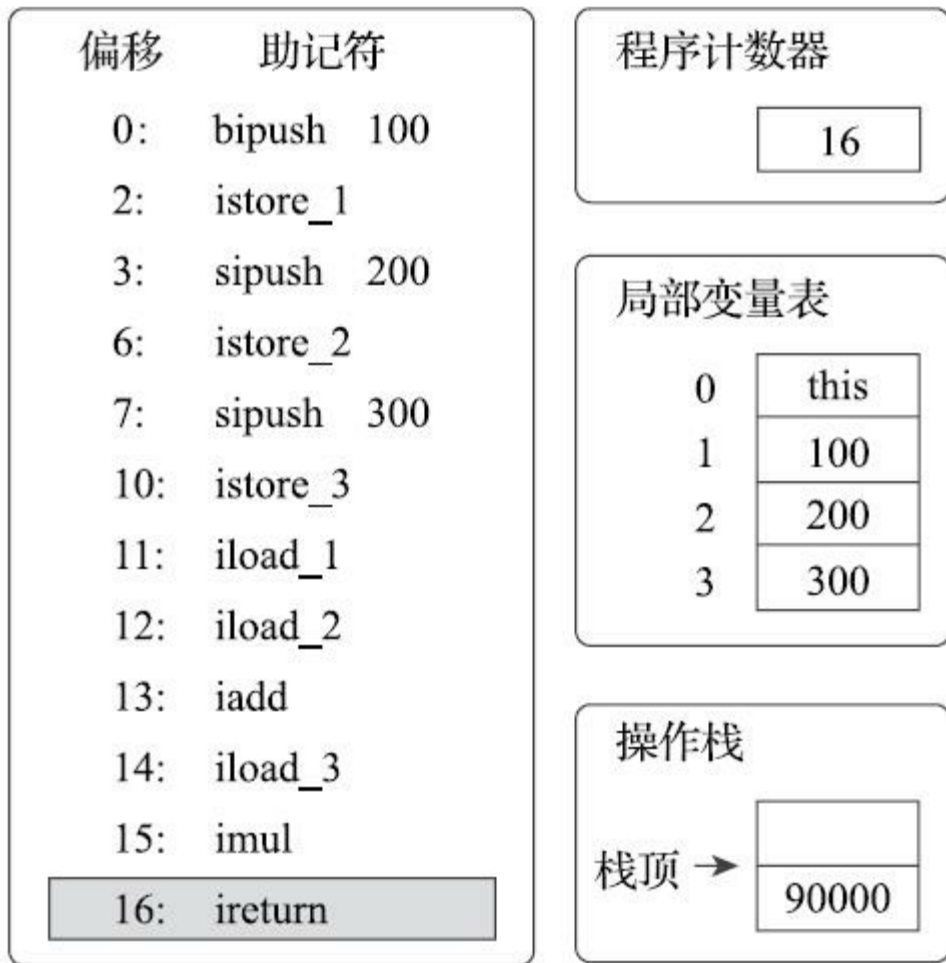 偏移 助记符
0: bipush 100
2: istore_1
3: sipush 200
6: istore_2
7: sipush 300
10: istore_3
11: iload_1
12: iload_2
13: iadd
14: iload_3
15: imul
16: ireturn
程序计数器
16
局部变量表
0 this
1 100
2 200
3 300
操作栈
栈顶
90000